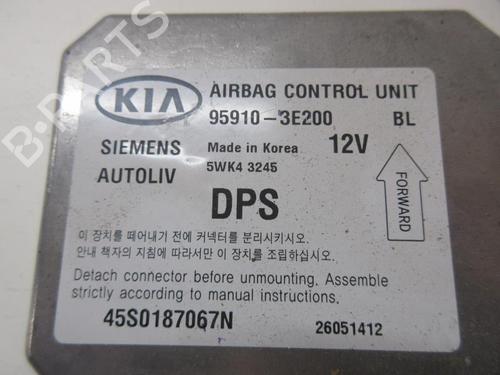 B-PARTS
KIA AIRBAG CONTROL UNIT
95910-3E200 BL
SIEMENS Made in Korea 12V
AUTOLIV 5WK4 3245
FORWARD
DPS
이 장치를 떼어내기 전에 커넥터를 분리시키시오.
안내 책자의 지침에 따라서만 이 장치를 조립하십시오.
Detach connector before unmounting. Assemble
strictly according to manual instructions.
45S0187067N 26051412